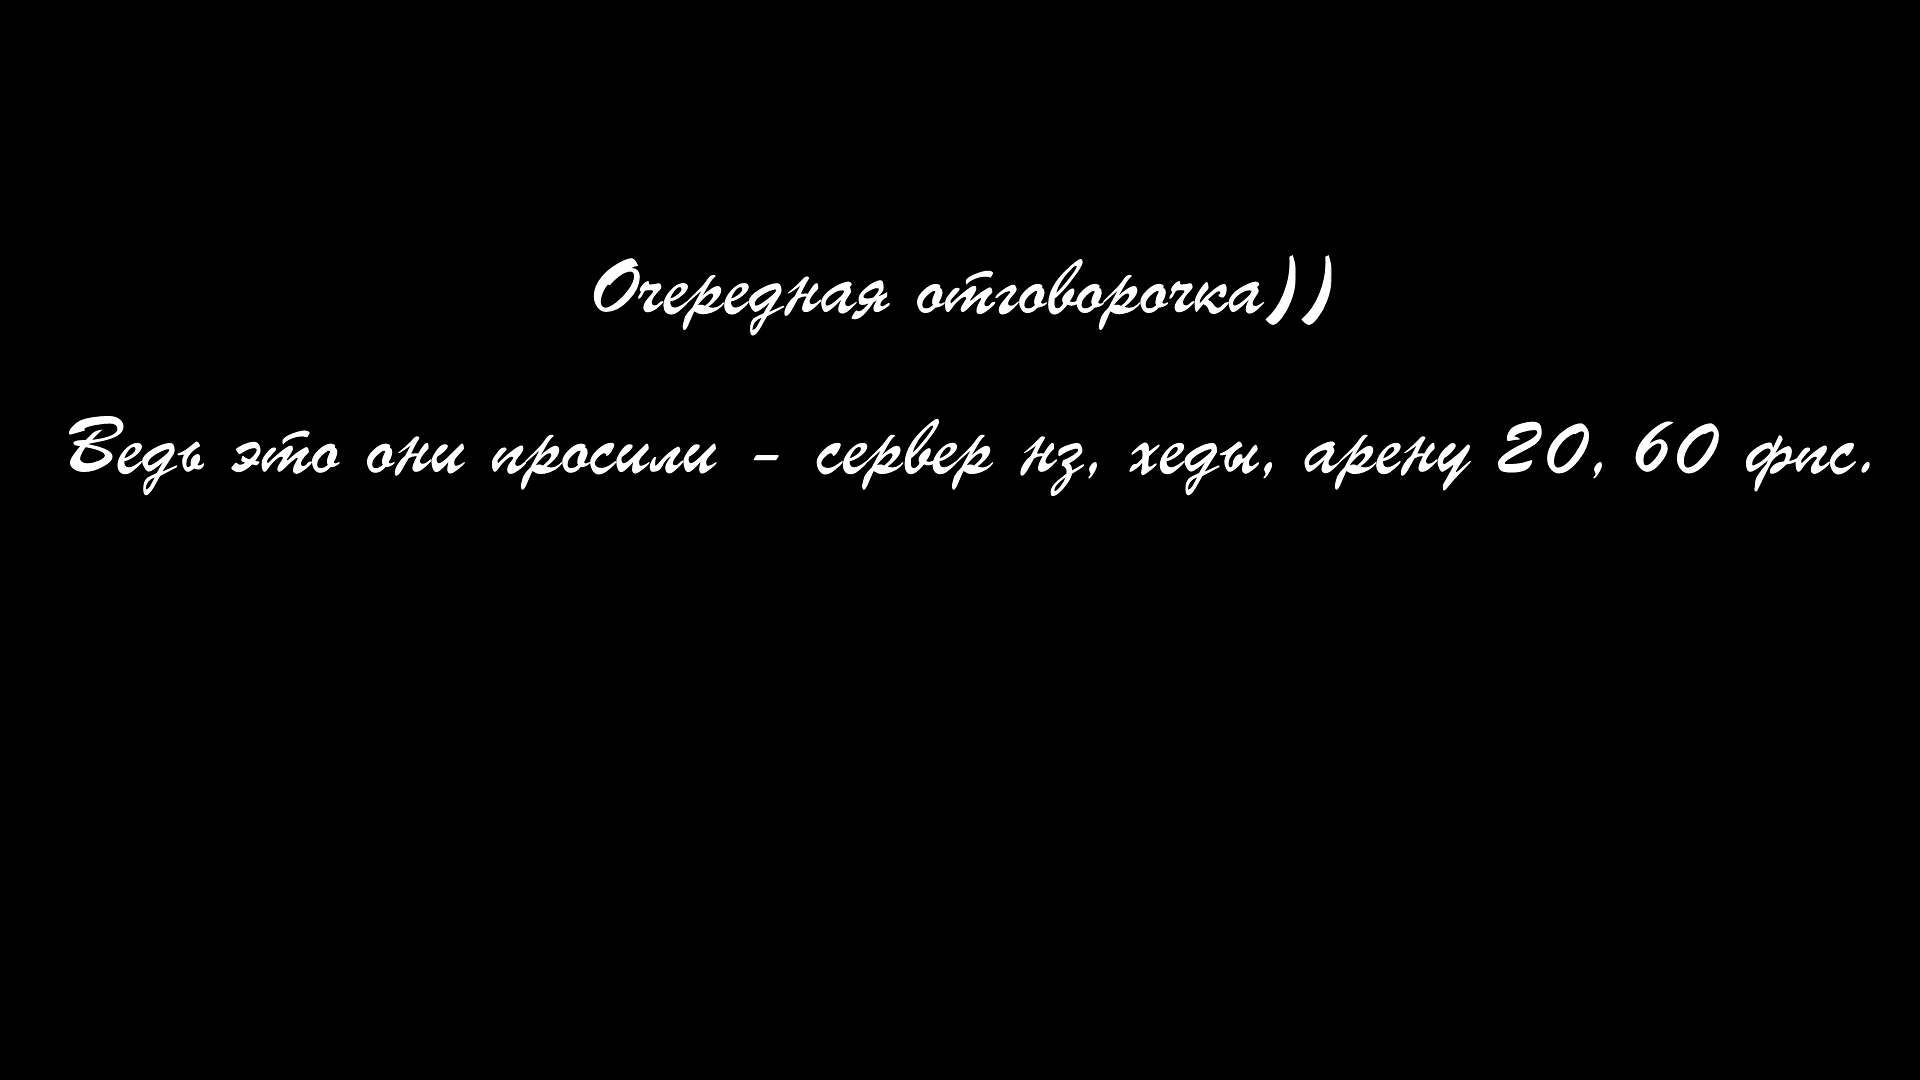 Очередная отговорочка))
Ведь это они просили - сервер нз, хеды, арену 20, 60 фпс.